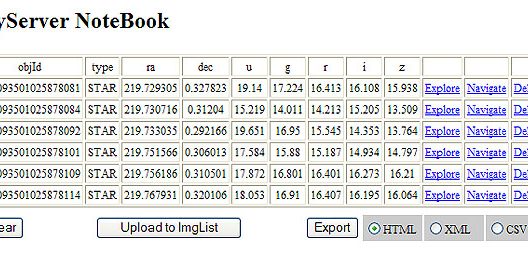 yServer NoteBook
objId type ra dec u g r i z
093501025878081 STAR 219.729305 0.327823 19.14 17.224 16.413 16.108 15.938 Explore Navigate Del
093501025878084 STAR 219.730716 0.31204 15.219 14.011 14.213 15.205 13.509 Explore Navigate Del
093501025878092 STAR 219.733035 0.292166 19.651 16.95 15.545 14.353 13.764 Explore Navigate Del
093501025878101 STAR 219.751566 0.306013 17.584 15.88 15.187 14.934 14.797 Explore Navigate Del
093501025878109 STAR 219.756186 0.310501 17.872 16.801 16.401 16.273 16.21 Explore Navigate Del
093501025878114 STAR 219.767931 0.320106 18.053 16.91 16.407 16.195 16.064 Explore Navigate Del
ear Upload to ImgList Export HTML XML CSV